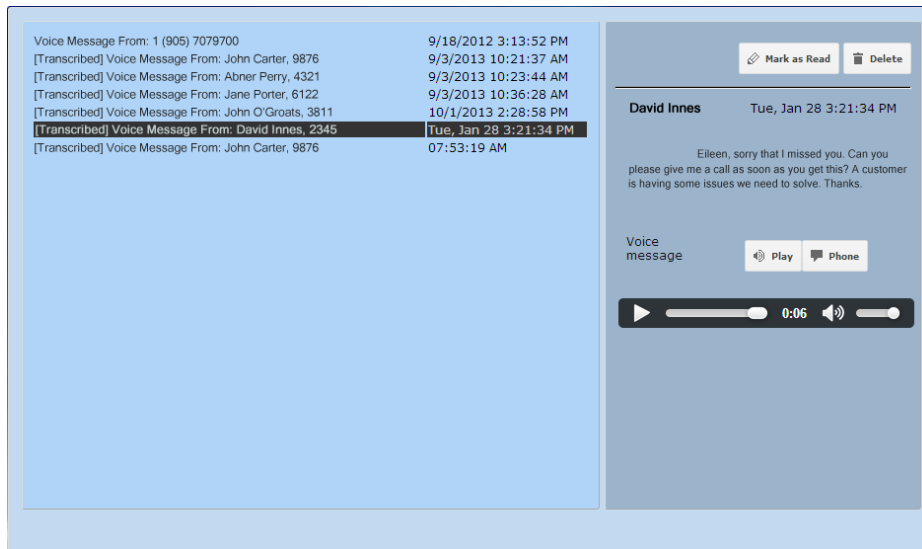 Voice Message From: 1 (905) 7079700 9/18/2012 3:13:52 PM
[Transcribed] Voice Message From: John Carter, 9876 9/3/2013 10:21:37 AM
[Transcribed] Voice Message From: Abner Perry, 4321 9/3/2013 10:23:44 AM
[Transcribed] Voice Message From: Jane Porter, 6122 9/3/2013 10:36:28 AM
[Transcribed] Voice Message From: John O'Groats, 3811 10/1/2013 2:28:58 PM
[Transcribed] Voice Message From: David Innes, 2345 Tue, Jan 28 3:21:34 PM
[Transcribed] Voice Message From: John Carter, 9876 07:53:19 AM
Mark as Read Delete
David Innes Tue, Jan 28 3:21:34 PM
Eileen, sorry that I missed you. Can you
please give me a call as soon as you get this? A customer
is having some issues we need to solve. Thanks.
Voice
message
Play Phone
0:06